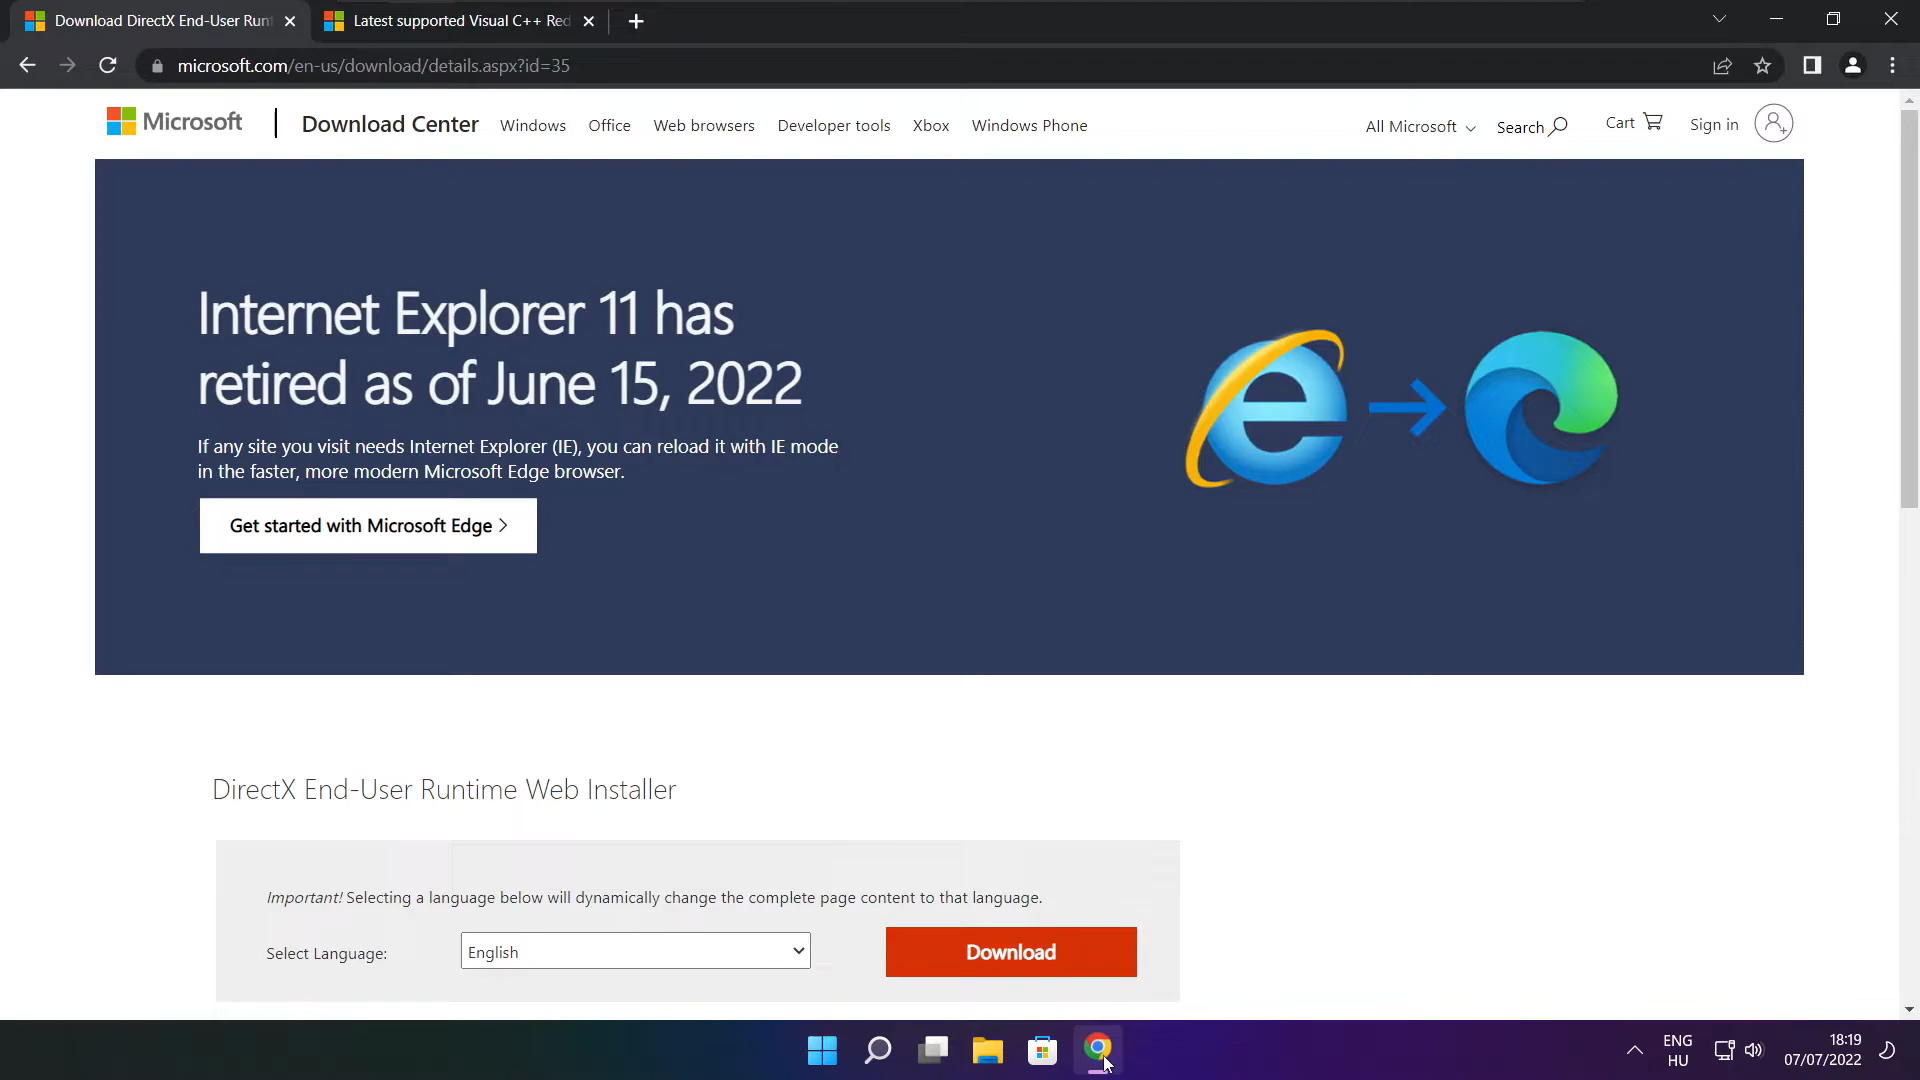 Download DirectX End-User Run
Latest supported Visual C++ Red
microsoft.com/en-us/download/details.aspx?id=35
Microsoft
Download Center
Windows
Office
Web browsers
Developer tools
Xbox
Windows Phone
All Microsoft
Search
Cart
Sign in
Internet Explorer 11 has
retired as of June 15, 2022
If any site you visit needs Internet Explorer (IE), you can reload it with IE mode
in the faster, more modern Microsoft Edge browser.
Get started with Microsoft Edge >
DirectX End-User Runtime Web Installer
Important! Selecting a language below will dynamically change the complete page content to that language.
Select Language:
English
Download
ENG
HU
18:19
07/07/2022